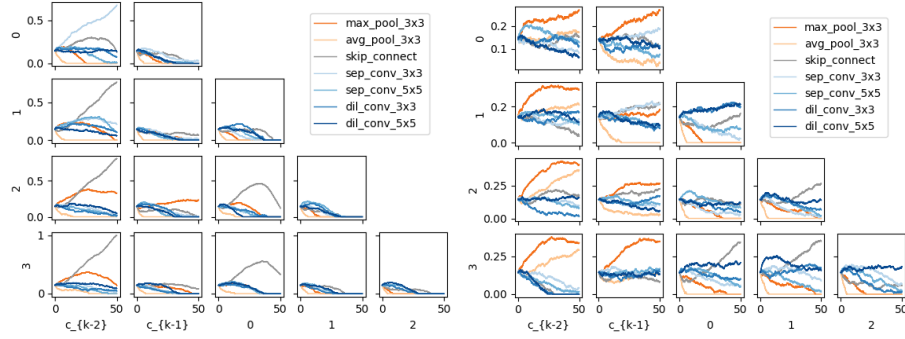 0.5
0.0
0
max_pool_3x3
avg_pool_3x3
skip_connect
sep_conv_3x3
sep_conv_5x5
dil_conv_3x3
dil_conv_5x5
0.5
0.0
1
0.5
0.0
2
1
0.5
0.0
3
0 50
0 50
0 50
0 50
0 50
c_{k-2} c_{k-1} 0 1 2
0.2
0.1
0
max_pool_3x3
avg_pool_3x3
skip_connect
sep_conv_3x3
sep_conv_5x5
dil_conv_3x3
dil_conv_5x5
0.2
0.0
1
0.25
0.00
2
0.25
0.00
3
0 50
0 50
0 50
0 50
0 50
c_{k-2} c_{k-1} 0 1 2